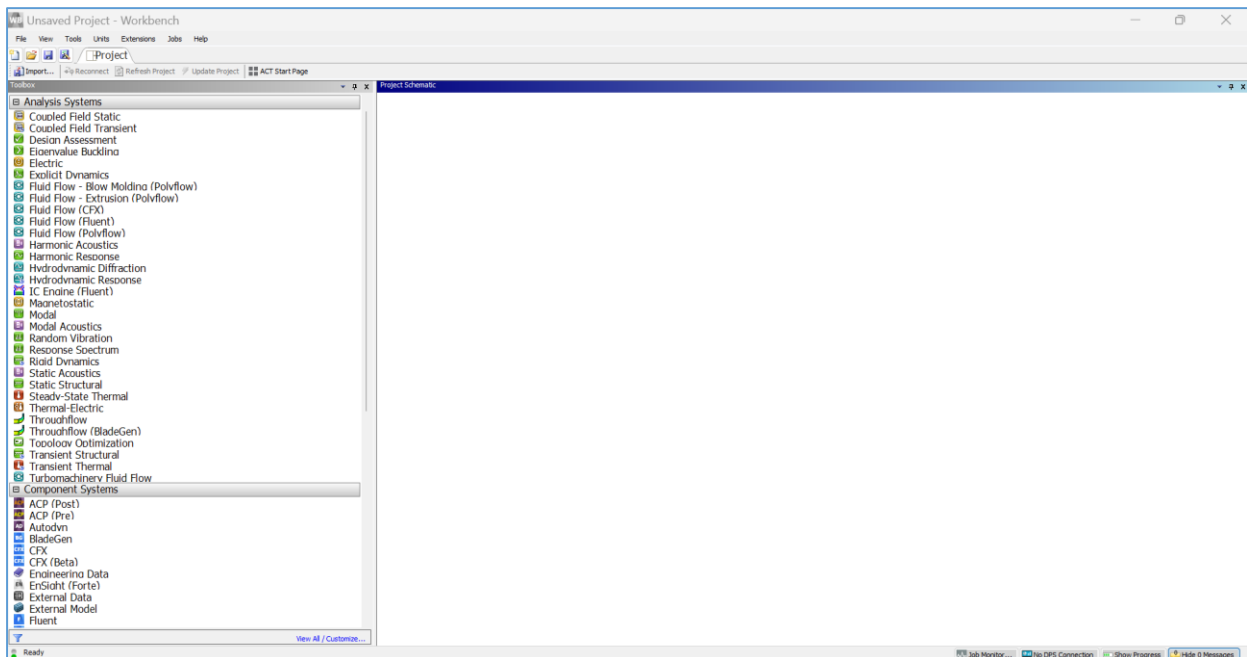 Unsaved Project - Workbench
File View Tools Units Extensions Jobs Help
Project
Import... Reconnect Refresh Project Update Project ACT Start Page
Toolbox
Project Schematic
Analysis Systems
Coupled Field Static
Coupled Field Transient
Design Assessment
Eigenvalue Buckling
Electric
Explicit Dynamics
Fluid Flow - Blow Molding (Polyflow)
Fluid Flow - Extrusion (Polyflow)
Fluid Flow (CFX)
Fluid Flow (Fluent)
Fluid Flow (Polyflow)
Harmonic Acoustics
Harmonic Response
Hydrodynamic Diffraction
Hydrodynamic Response
IC Engine (Fluent)
Magnetostatic
Modal
Modal Acoustics
Random Vibration
Response Spectrum
Rigid Dynamics
Static Acoustics
Static Structural
Steady-State Thermal
Thermal-Electric
Throughflow
Throughflow (BladeGen)
Topology Optimization
Transient Structural
Transient Thermal
Turbomachinery Fluid Flow
Component Systems
ACP (Post)
ACP (Pre)
Autodyn
BladeGen
CFX
CFX (Beta)
Engineering Data
EnSight (Forte)
External Data
External Model
Fluent
View All / Customize...
Ready
Job Monitor... No DPS Connection Show Progress Hide 0 Messages